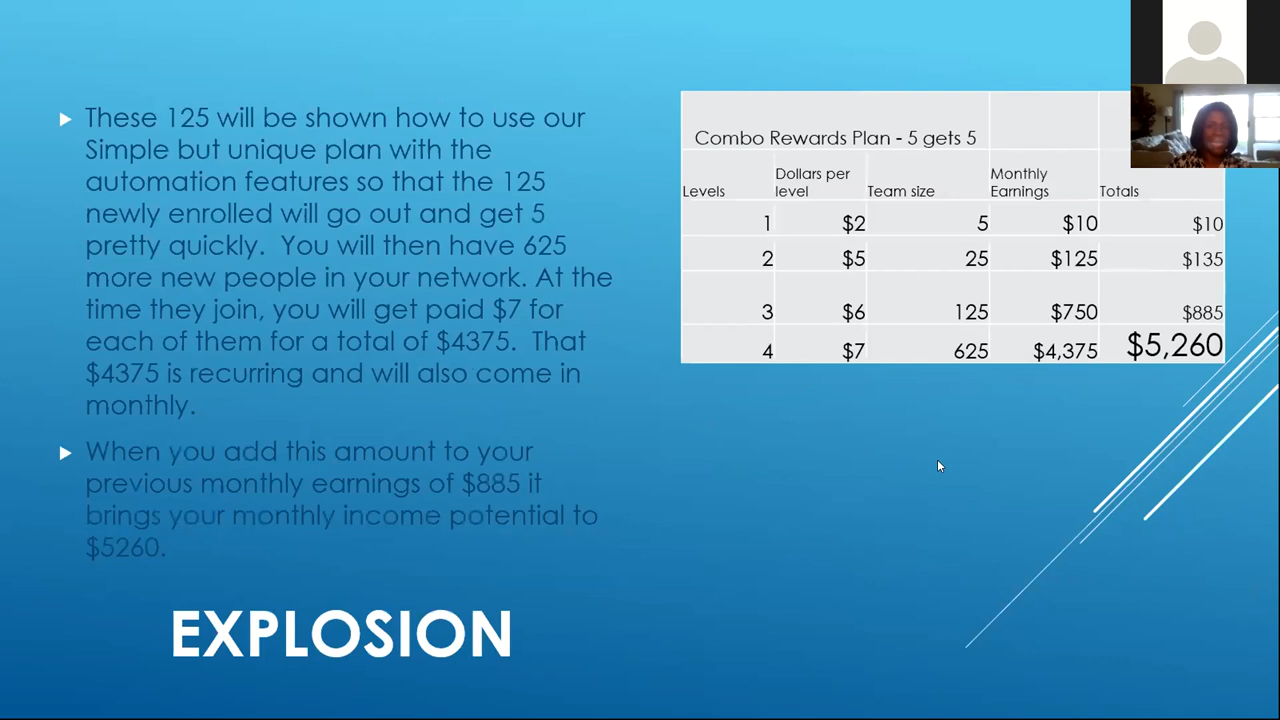 These 125 will be shown how to use our
Simple but unique plan with the
automation features so that the 125
newly enrolled will go out and get 5
pretty quickly.  You will then have 625
more new people in your network. At the
time they join, you will get paid $7 for
each of them for a total of $4375.  That
$4375 is recurring and will also come in
monthly.
When you add this amount to your
previous monthly earnings of $885 it
brings your monthly income potential to
$5260.
EXPLOSION
Combo Rewards Plan - 5 gets 5
Levels Dollars per level Team size Monthly Earnings Totals
1 $2 5 $10 $10
2 $5 25 $125 $135
3 $6 125 $750 $885
4 $7 625 $4,375 $5,260